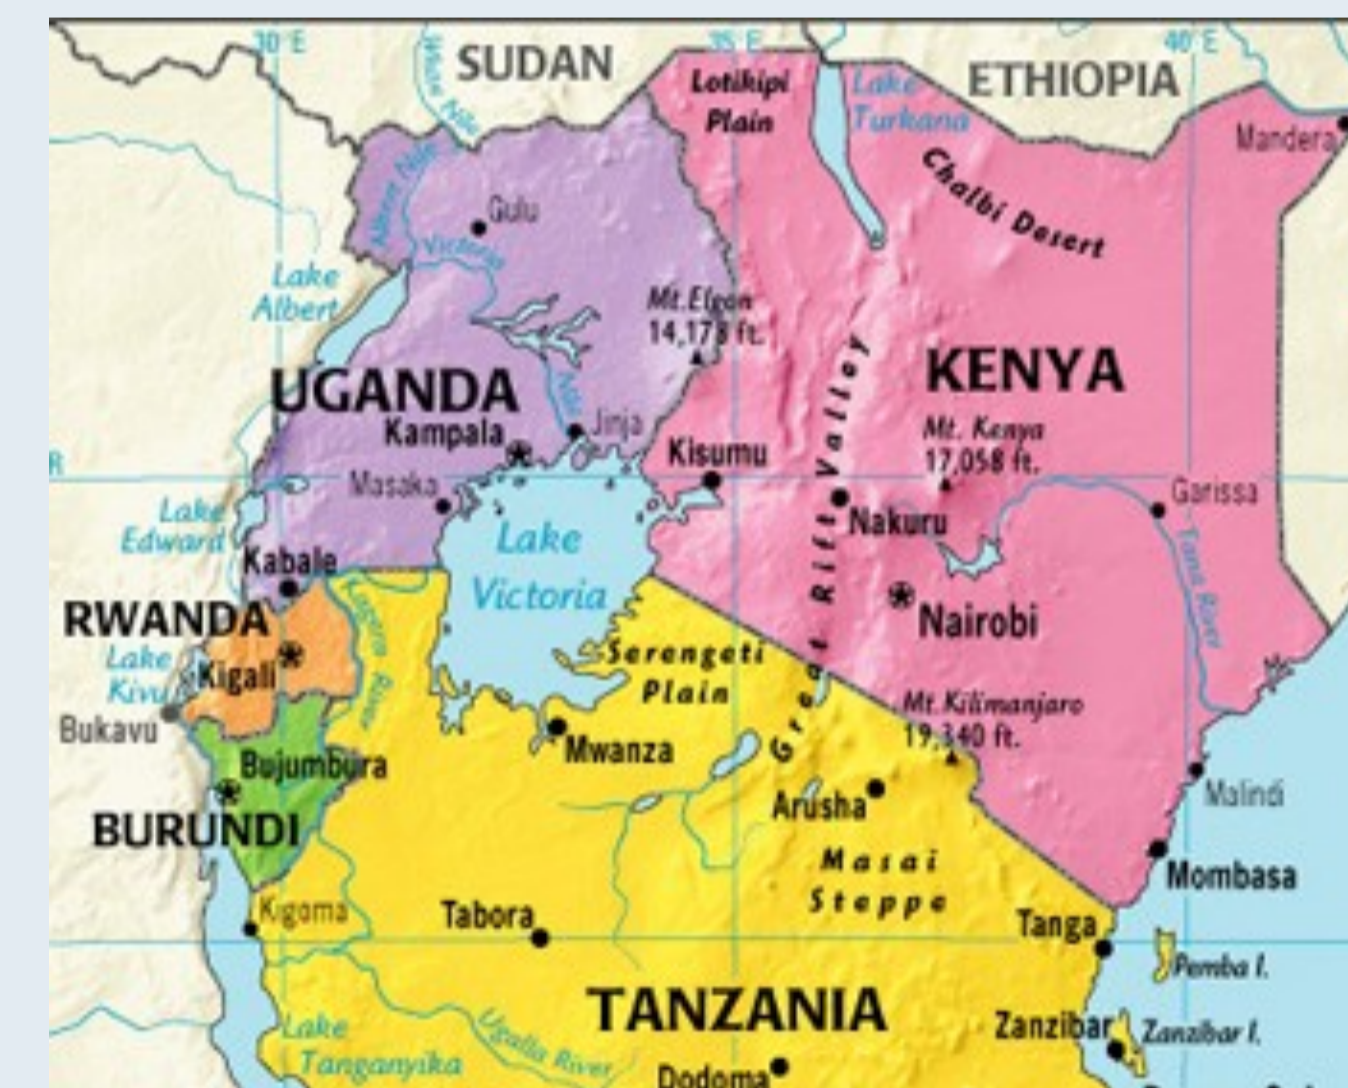 30°E
35°E
40°E
SUDAN
ETHIOPIA
White Nile
Lotikipi
Plain
Lake
Turkana
Mandera
Chalbi Desert
Albert Nile
Gulu
Victoria
Lake
Albert
Mt. Elgon
14,178 ft.
UGANDA
KENYA
Kampala
Nile
Jinja
Kisumu
Mt. Kenya
17,058 ft.
Great Rift Valley
R
Masaka
Garissa
Nakuru
Lake
Edward
Lake
Victoria
Tana River
Kabale
RWANDA
Nairobi
Lake
Kivu
Kigali
Serengeti
Plain
Bukavu
Mt. Kilimanjaro
19,340 ft.
Mwanza
Bujumbura
BURUNDI
Arusha
Malindi
Masai
Steppe
Mombasa
Kigoma
Tabora
Tanga
Pemba I.
TANZANIA
Zanzibar
Zanzibar I.
Lake
Tanganyika
Ugalla River
Dodoma